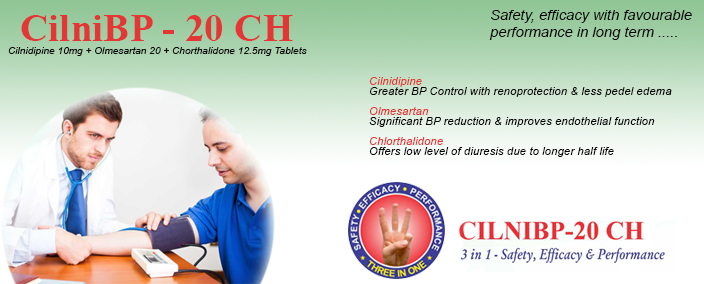 CilniBP - 20 CH
Cilnidipine 10mg + Olmesartan 20 + Chorthalidone 12.5mg Tablets
Safety, efficacy with favourable
performance in long term .....
Cilnidipine
Greater BP Control with renoprotection & less pedel edema
Olmesartan
Significant BP reduction & improves endothelial function
Chlorthalidone
Offers low level of diuresis due to longer half life
SAFETY • EFFICACY • PERFORMANCE
• THREE IN ONE •
CILNIBP-20 CH
3 in 1 - Safety, Efficacy & Performance